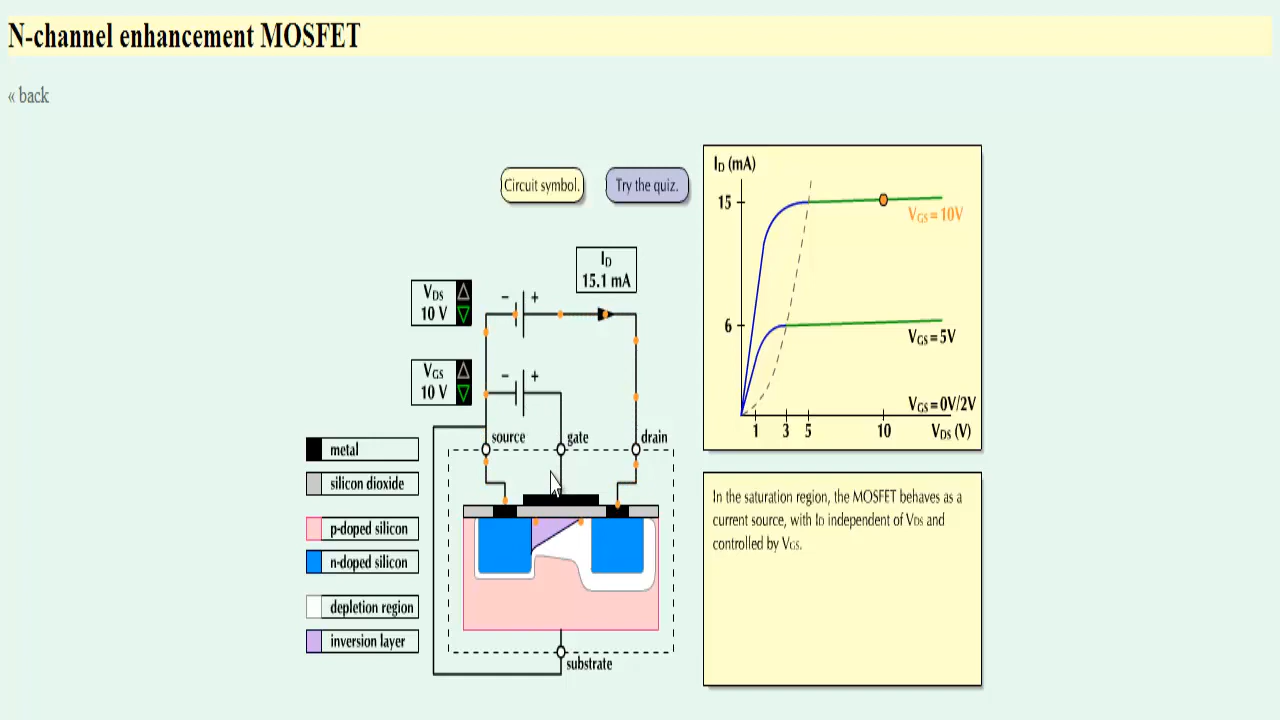 N-channel enhancement MOSFET
« back
Circuit symbol.
Try the quiz.
ID
15.1 mA
VDS
10 V
− +
VGS
10 V
− +
source
gate
drain
substrate
metal
silicon dioxide
p-doped silicon
n-doped silicon
depletion region
inversion layer
ID (mA)
15
VGS = 10V
6
VGS = 5V
VGS = 0V/2V
1 3 5 10 VDS (V)
In the saturation region, the MOSFET behaves as a
current source, with ID independent of VDS and
controlled by VGS.